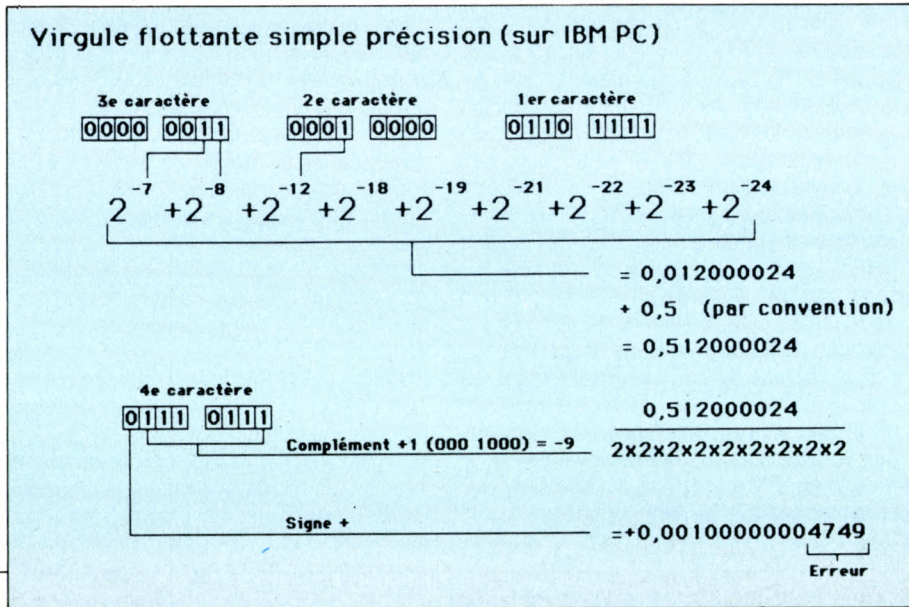 Virgule flottante simple précision (sur IBM PC)
3e caractère 2e caractère 1er caractère
0000 0011 0001 0000 0110 1111
2^-7 +2^-8 +2^-12 +2^-18 +2^-19 +2^-21 +2^-22 +2^-23 +2^-24
= 0,012000024
+ 0,5 (par convention)
= 0,512000024
4e caractère
0111 0111
0,512000024
Complément +1 (000 1000) = -9
2x2x2x2x2x2x2x2x2
Signe +
=+0,00100000004749
Erreur